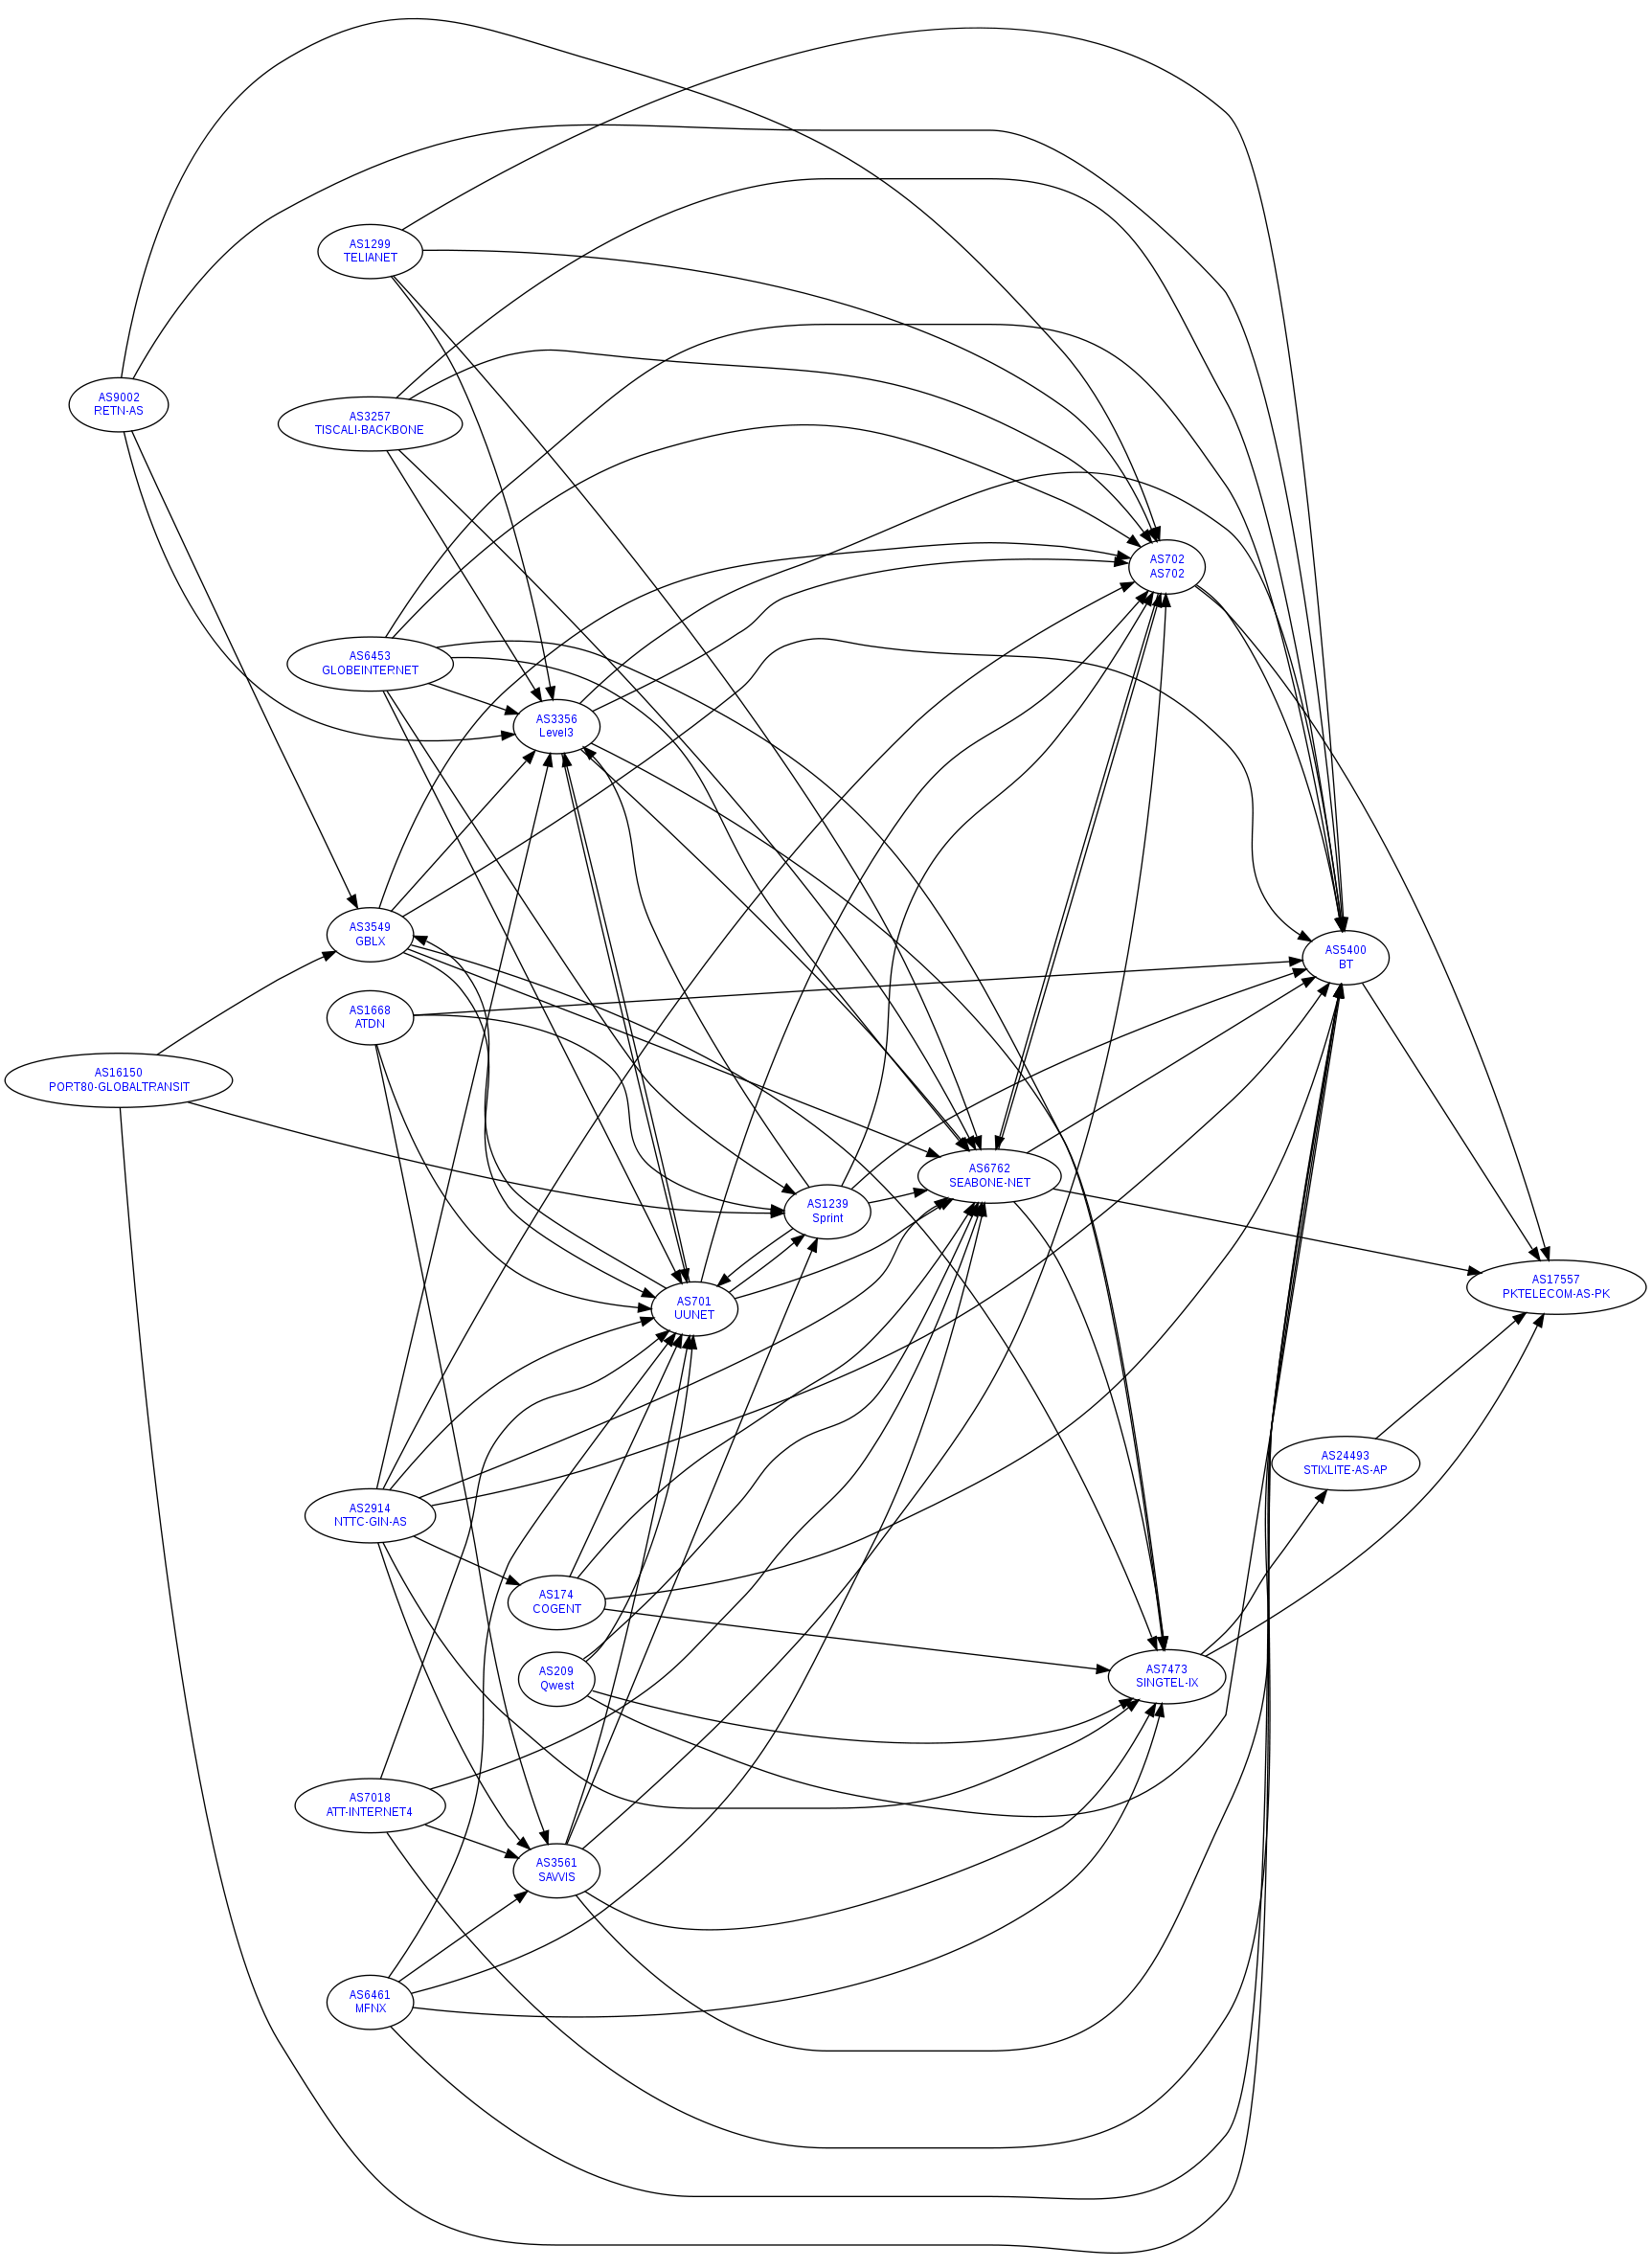 AS1299
TELIANET
AS9002
RETN-AS
AS3257
TISCALI-BACKBONE
AS702
AS702
AS6453
GLOBEINTERNET
AS3356
Level3
AS3549
GBLX
AS5400
BT
AS1668
ATDN
AS16150
PORT80-GLOBALTRANSIT
AS6762
SEABONE-NET
AS1239
Sprint
AS17557
PKTELECOM-AS-PK
AS701
UUNET
AS24493
STIXLITE-AS-AP
AS2914
NTTC-GIN-AS
AS174
COGENT
AS209
Qwest
AS7473
SINGTEL-IX
AS7018
ATT-INTERNET4
AS3561
SAVVIS
AS6461
MFNX